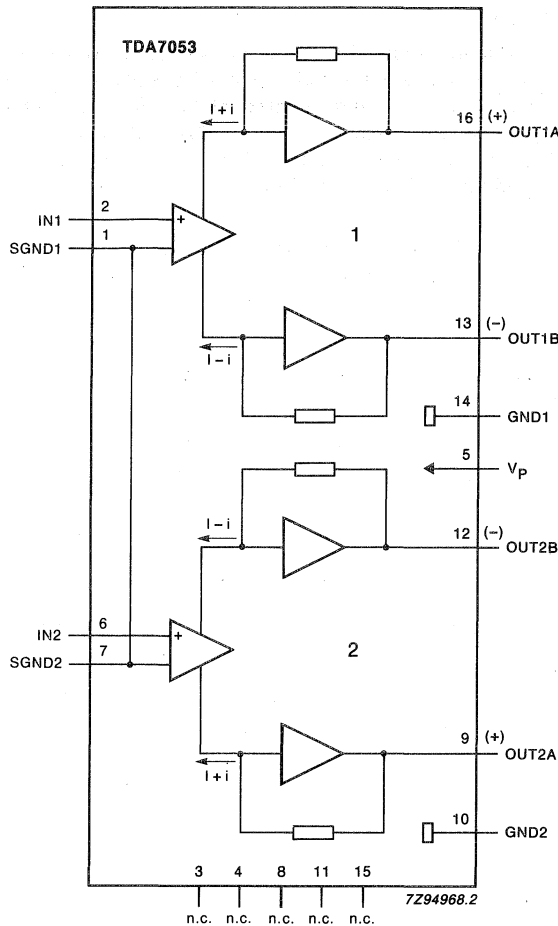 TDA7053
I+i
16 (+)
OUT1A
2
IN1
+
1
SGND1
1
13 (−)
OUT1B
I−i
14
GND1
5
VP
I−i
12 (−)
OUT2B
6
IN2
+
7
SGND2
2
9 (+)
OUT2A
I+i
10
GND2
3 4 8 11 15
7Z94968.2
n.c. n.c. n.c. n.c. n.c.